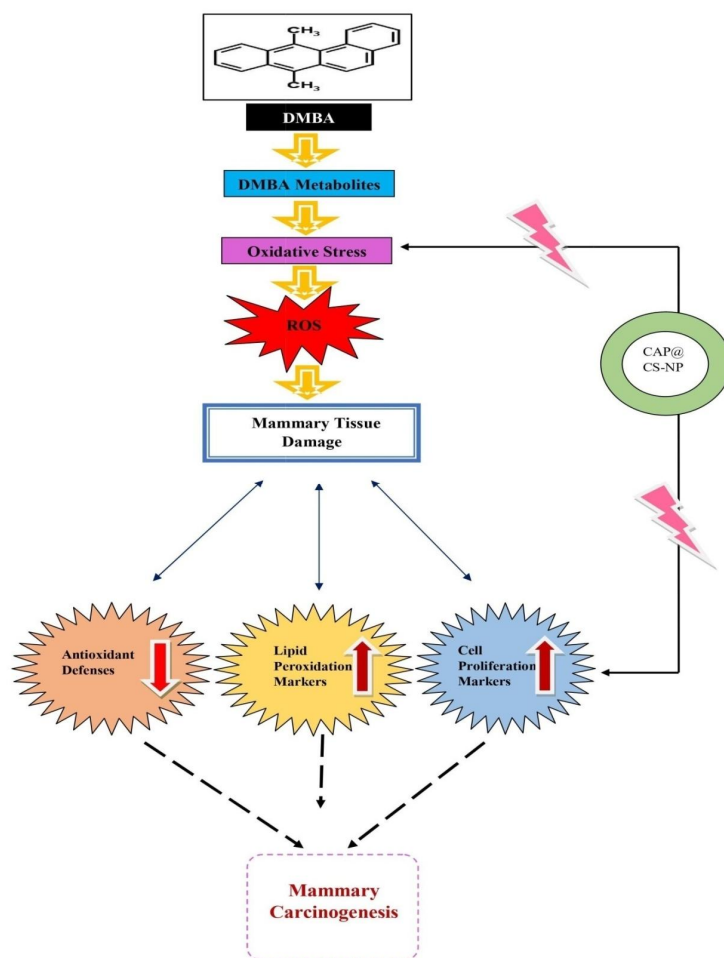 CH₃
CH₃
DMBA
DMBA Metabolites
Oxidative Stress
ROS
CAP@
CS-NP
Mammary Tissue
Damage
Antioxidant
Defenses
Lipid
Peroxidation
Markers
Cell
Proliferation
Markers
Mammary
Carcinogenesis